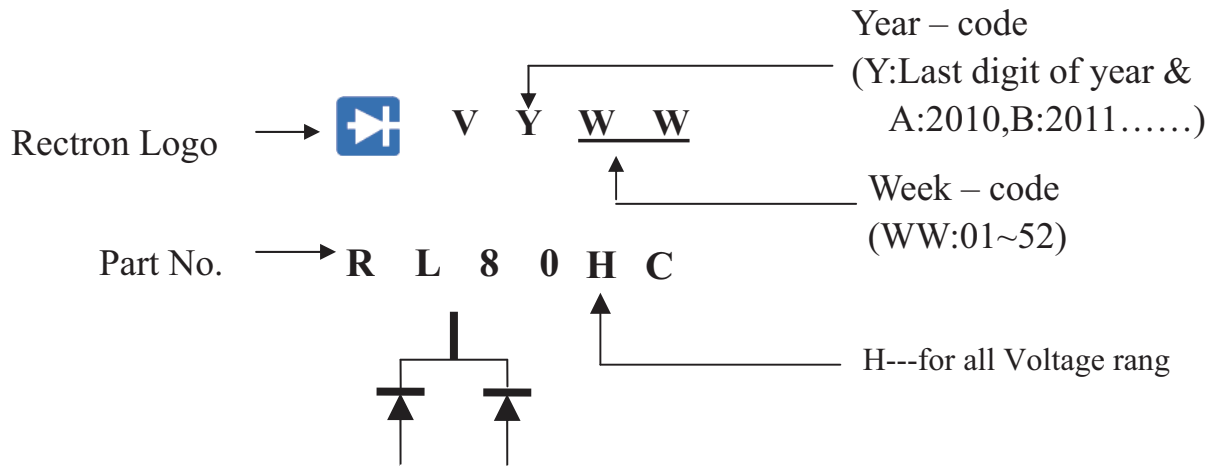 Year – code
(Y:Last digit of year &
A:2010,B:2011……)
Rectron Logo
V Y W W
Week – code
(WW:01~52)
Part No.
R L 8 0 H C
H---for all Voltage rang